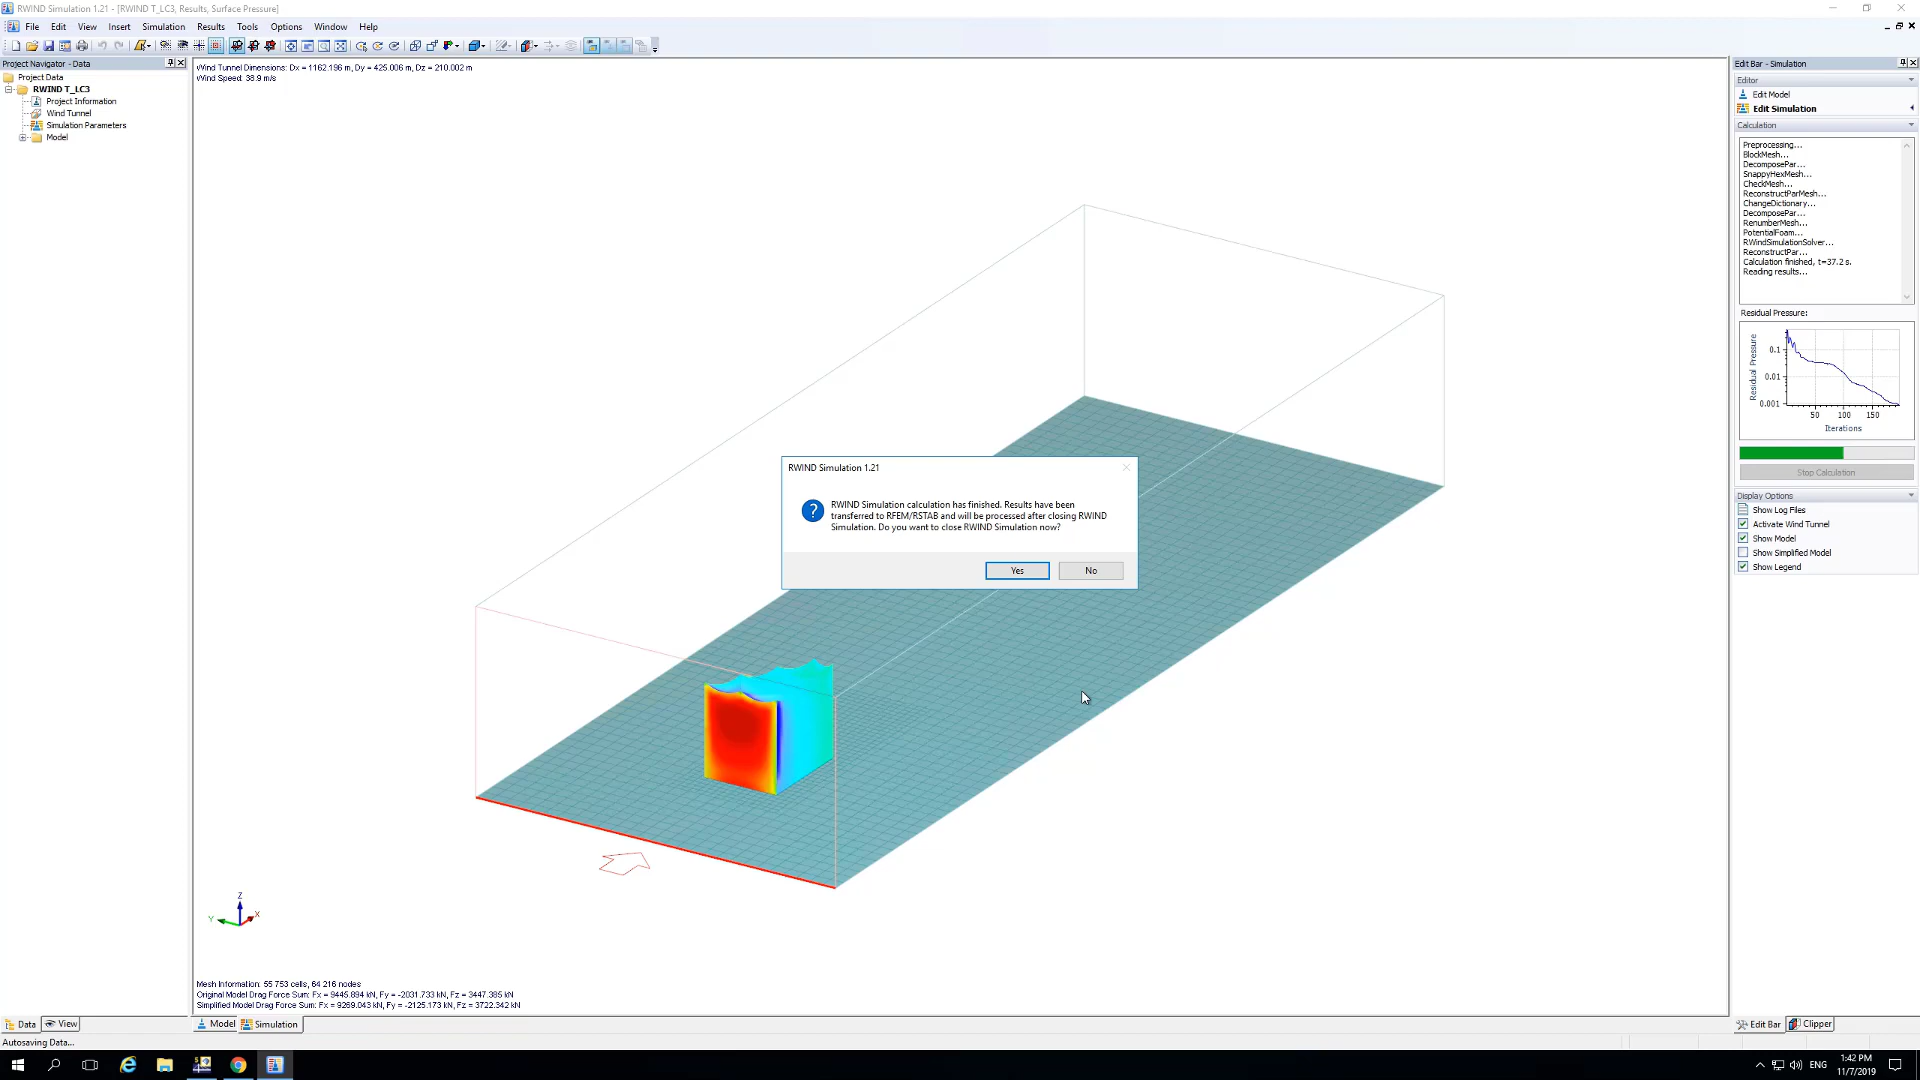 RWIND Simulation 1.21 - [RWIND T_LC3, Results, Surface Pressure]
File Edit View Insert Simulation Results Tools Options Window Help
Project Navigator - Data
Project Data
RWIND T_LC3
Project Information
Wind Tunnel
Simulation Parameters
Model
Wind Tunnel Dimensions: Dx = 1162.196 m, Dy = 425.006 m, Dz = 210.002 m
Wind Speed: 38.9 m/s
RWIND Simulation 1.21
RWIND Simulation calculation has finished. Results have been
transferred to RFEM/RSTAB and will be processed after closing RWIND
Simulation. Do you want to close RWIND Simulation now?
Yes
No
Z
Y
X
Mesh Information: 55 753 cells, 64 216 nodes
Original Model Drag Force Sum: Fx = 9445.894 kN, Fy = -2031.733 kN, Fz = 3447.385 kN
Simplified Model Drag Force Sum: Fx = 9269.043 kN, Fy = -2125.173 kN, Fz = 3722.342 kN
Edit Bar - Simulation
Editor
Edit Model
Edit Simulation
Calculation
Preprocessing...
BlockMesh...
DecomposePar...
SnappyHexMesh...
CheckMesh...
ReconstructParMesh...
ChangeDictionary...
DecomposePar...
RenumberMesh...
PotentialFoam...
RWindSimulationSolver...
ReconstructPar...
Calculation finished, t=37.2 s.
Reading results...
Residual Pressure:
Residual Pressure
0.1
0.01
0.001
50 100 150
Iterations
Stop Calculation
Display Options
Show Log Files
Activate Wind Tunnel
Show Model
Show Simplified Model
Show Legend
Data View
Model Simulation
Edit Bar Clipper
Autosaving Data...
ENG
1:42 PM
11/7/2019